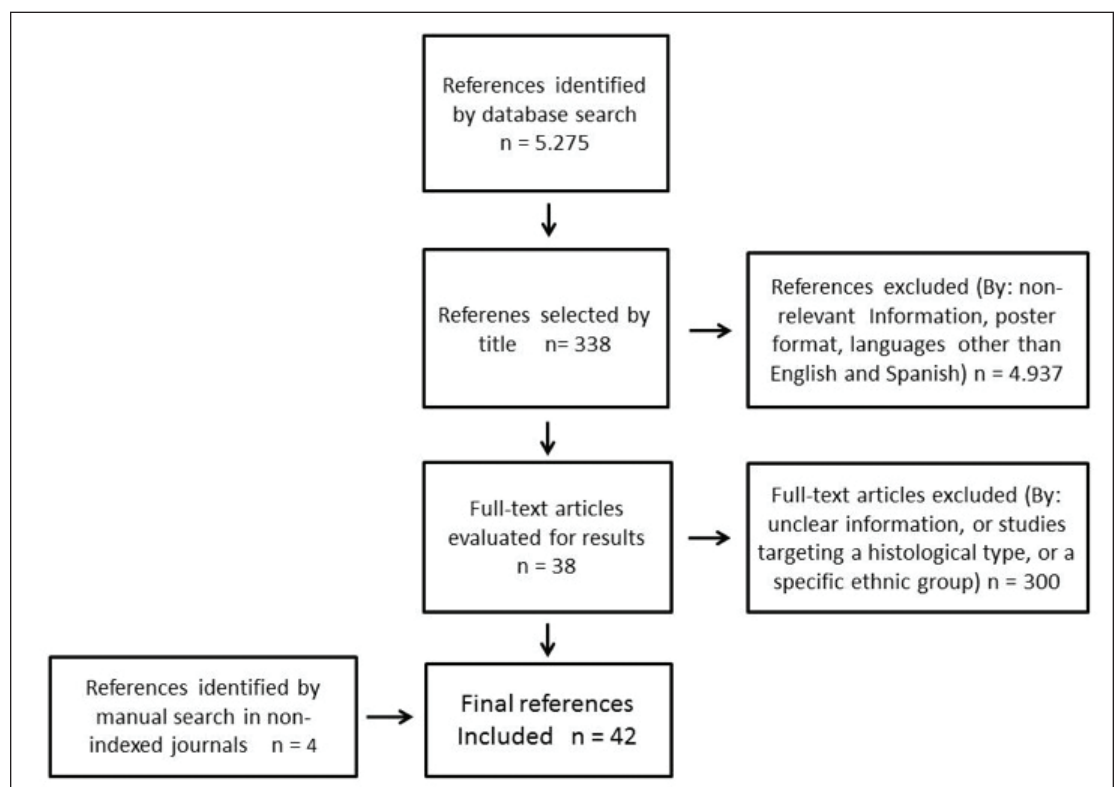 References identified
by database search
n = 5.275
Referenes selected by
title n= 338
References excluded (By: non-
relevant Information, poster
format, languages other than
English and Spanish) n = 4.937
Full-text articles
evaluated for results
n = 38
Full-text articles excluded (By:
unclear information, or studies
targeting a histological type, or a
specific ethnic group) n = 300
References identified by
manual search in non-
indexed journals n = 4
Final references
Included n = 42